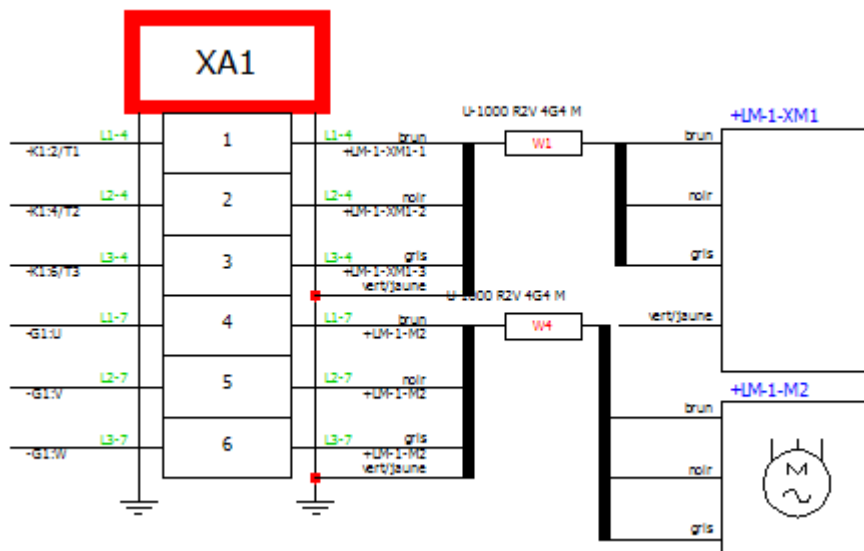 XA1
U-1000 R2V 4G4 M
+LM-1-XM1
L1-4 1 L1-4 brun W1 brun
-K1:2/T1 +LM-1-XM1-1
L2-4 2 L2-4 noir noir
-K1:4/T2 +LM-1-XM1-2
L3-4 3 L3-4 gris gris
-K1:6/T3 +LM-1-XM1-3
vert/jaune
U-1000 R2V 4G4 M
L1-7 4 L1-7 brun W4 vert/jaune
-G1:U +LM-1-M2
L2-7 5 L2-7 noir
-G1:V +LM-1-M2
+LM-1-M2
brun
L3-7 6 L3-7 gris
-G1:W +LM-1-M2
vert/jaune
noir
M
gris